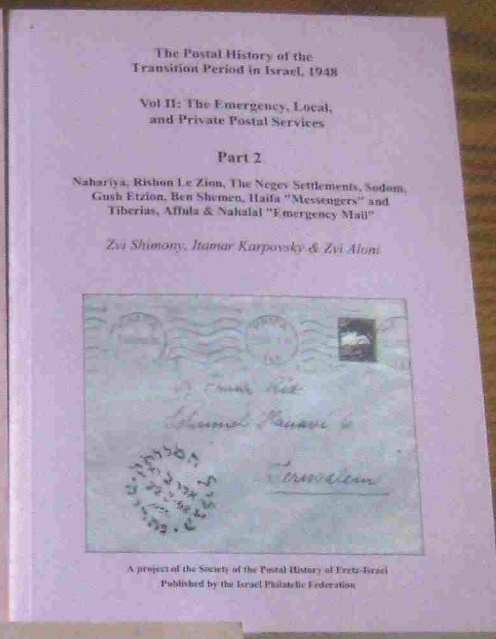 The Postal History of the
Transition Period in Israel, 1948
Vol II: The Emergency, Local,
and Private Postal Services
Part 2
Nahariya, Rishon Le Zion, The Negev Settlements, Sodom,
Gush Etzion, Ben Shemen, Haifa "Messengers" and
Tiberias, Affula & Nahalal "Emergency Mail"
Zvi Shimony, Itamar Karpovsky & Zvi Aloni
Jerusalem
A project of the Society of the Postal History of Eretz-Israel
Published by the Israel Philatelic Federation